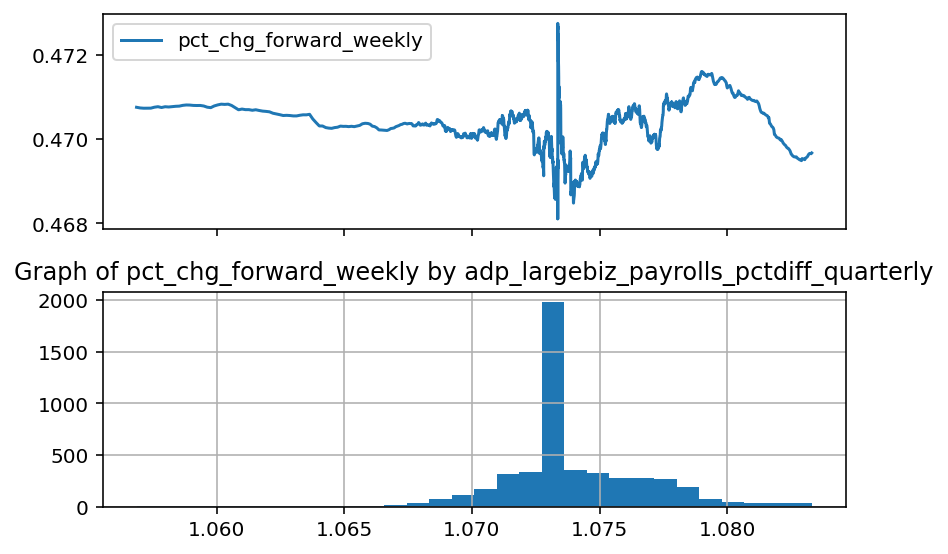 pct_chg_forward_weekly
0.472
0.470
0.468
Graph of pct_chg_forward_weekly by adp_largebiz_payrolls_pctdiff_quarterly
2000
1500
1000
500
0
1.060 1.065 1.070 1.075 1.080